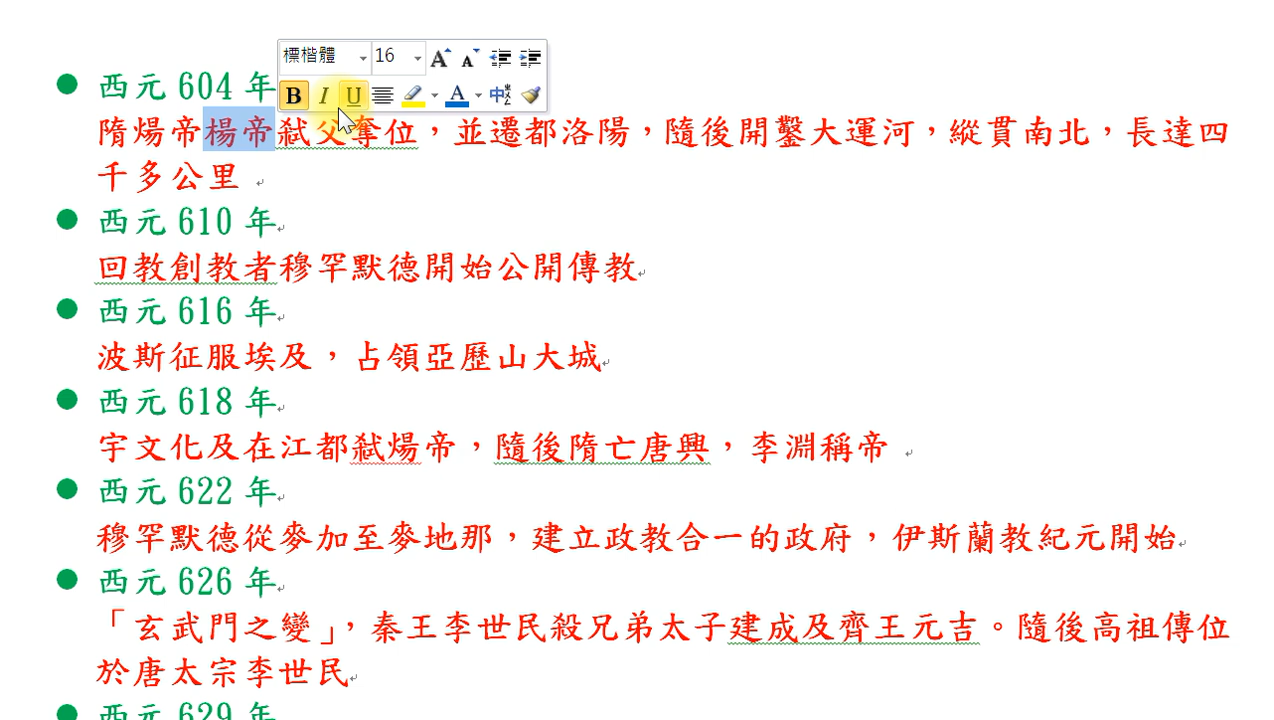 標楷體 16 A A
B I U A
西元 604 年
隋煬帝楊帝弒父奪位，並遷都洛陽，隨後開鑿大運河，縱貫南北，長達四
千多公里
西元 610 年
回教創教者穆罕默德開始公開傳教
西元 616 年
波斯征服埃及，占領亞歷山大城
西元 618 年
宇文化及在江都弒煬帝，隨後隋亡唐興，李淵稱帝
西元 622 年
穆罕默德從麥加至麥地那，建立政教合一的政府，伊斯蘭教紀元開始
西元 626 年
「玄武門之變」，秦王李世民殺兄弟太子建成及齊王元吉。隨後高祖傳位
於唐太宗李世民
西元 629 年